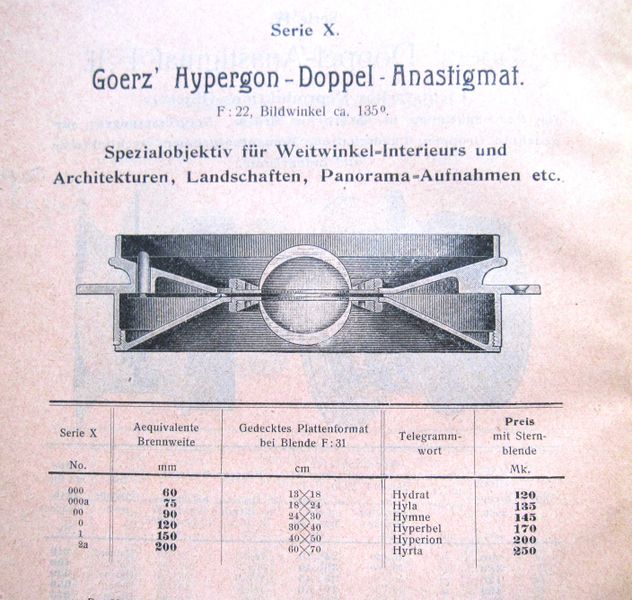 Serie X.
Goerz' Hypergon-Doppel-Anastigmat.
F: 22, Bildwinkel ca. 135⁰.
Spezialobjektiv für Weitwinkel-Interieurs und
Architekturen, Landschaften, Panorama-Aufnahmen etc.
Serie X No. Aequivalente Brennweite mm Gedecktes Plattenformat bei Blende F: 31 cm Telegramm-wort Preis mit Stern-blende Mk.
000 60 13×18 Hydrat 120
000a 75 18×24 Hyla 135
00 90 24×30 Hymne 145
0 120 30×40 Hyperbel 170
1 150 40×50 Hyperion 200
2a 200 60×70 Hyrta 250